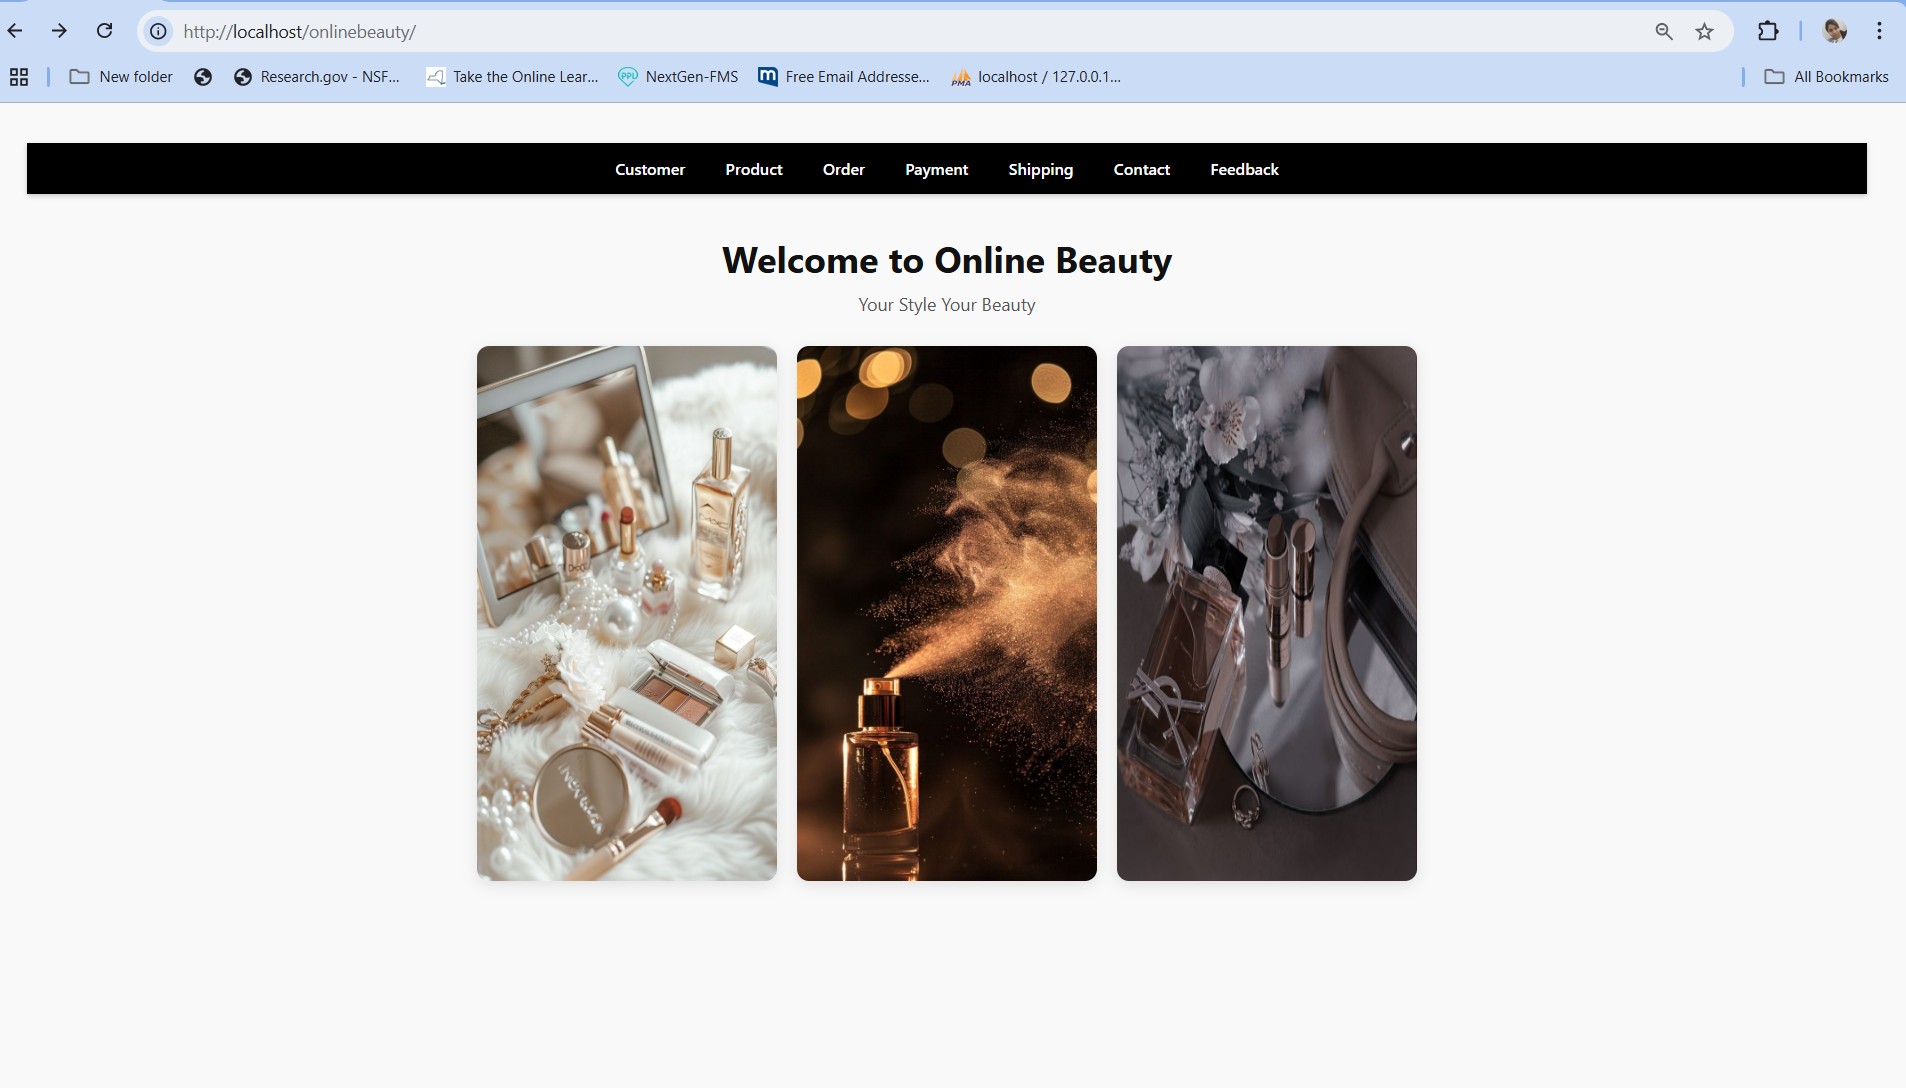 http://localhost/onlinebeauty/
New folder
Research.gov - NSF...
Take the Online Lear...
PPL
NextGen-FMS
m
Free Email Addresse...
PMA
localhost / 127.0.0.1...
All Bookmarks
Customer Product Order Payment Shipping Contact Feedback
Welcome to Online Beauty
Your Style Your Beauty